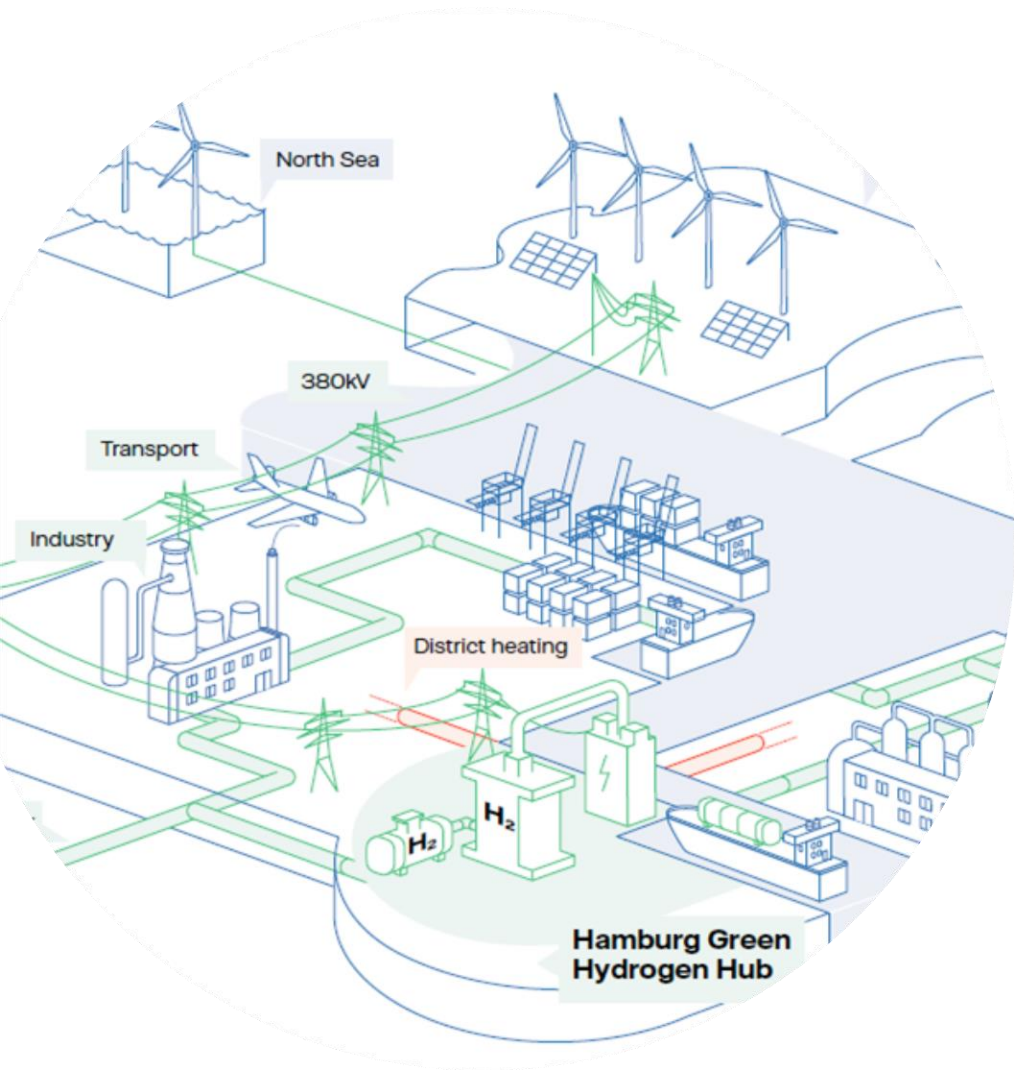 North Sea
380kV
Transport
Industry
District heating
H₂
H₂
Hamburg Green
Hydrogen Hub